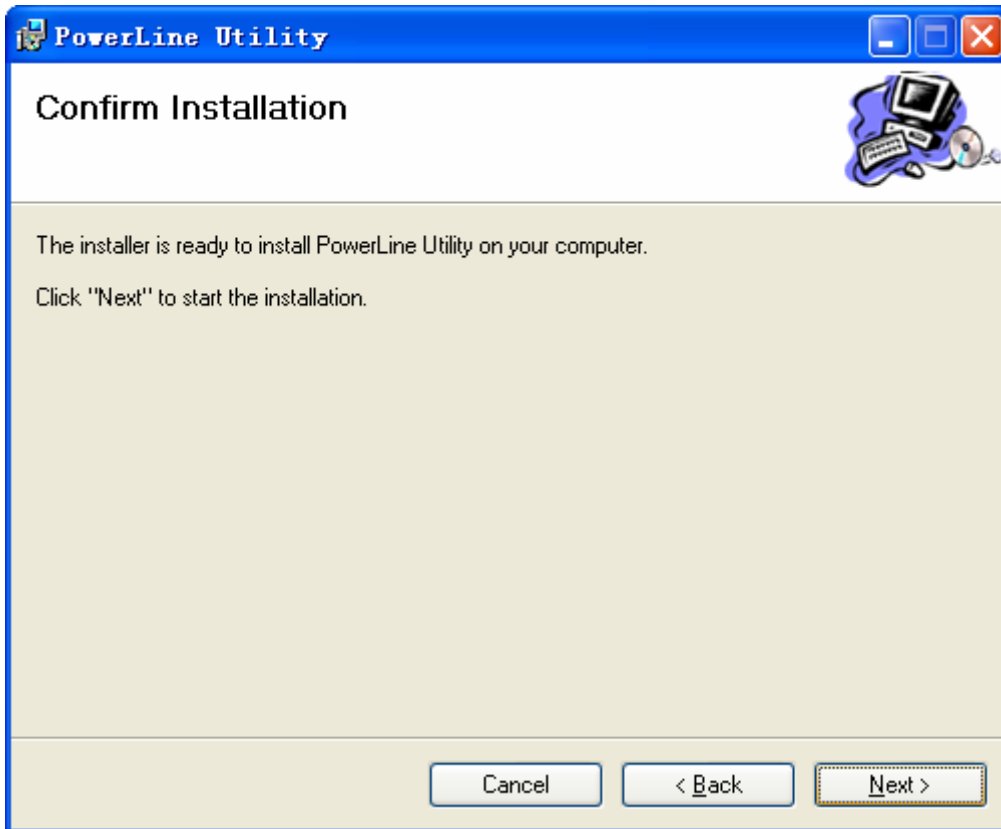 PowerLine Utility
Confirm Installation
The installer is ready to install PowerLine Utility on your computer.
Click "Next" to start the installation.
Cancel
< Back
Next >